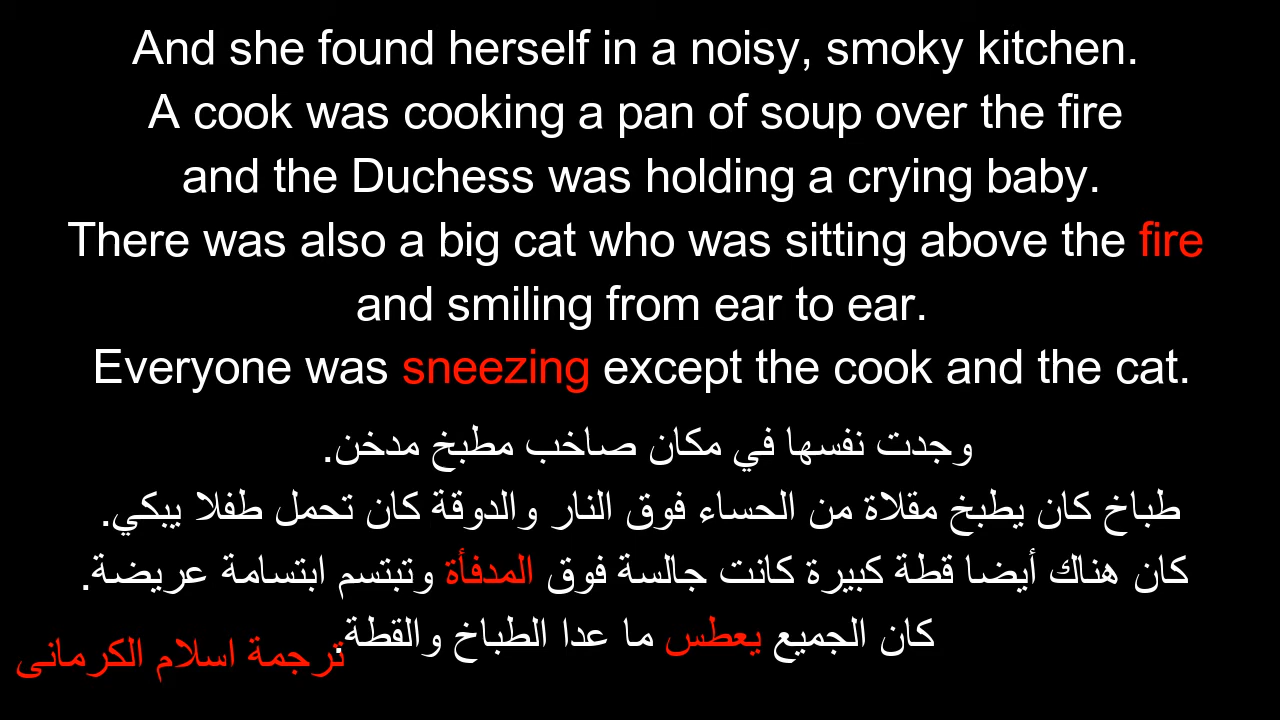 And she found herself in a noisy, smoky kitchen.
A cook was cooking a pan of soup over the fire
and the Duchess was holding a crying baby.
There was also a big cat who was sitting above the fire
and smiling from ear to ear.
Everyone was sneezing except the cook and the cat.
وجدت نفسها في مكان صاخب مطبخ مدخن.
طباخ كان يطبخ مقلاة من الحساء فوق النار والدوقة كان تحمل طفلا يبكي.
كان هناك أيضا قطة كبيرة كانت جالسة فوق المدفأة وتبتسم ابتسامة عريضة.
كان الجميع يعطس ما عدا الطباخ والقطة.
ترجمة اسلام الكرمانى